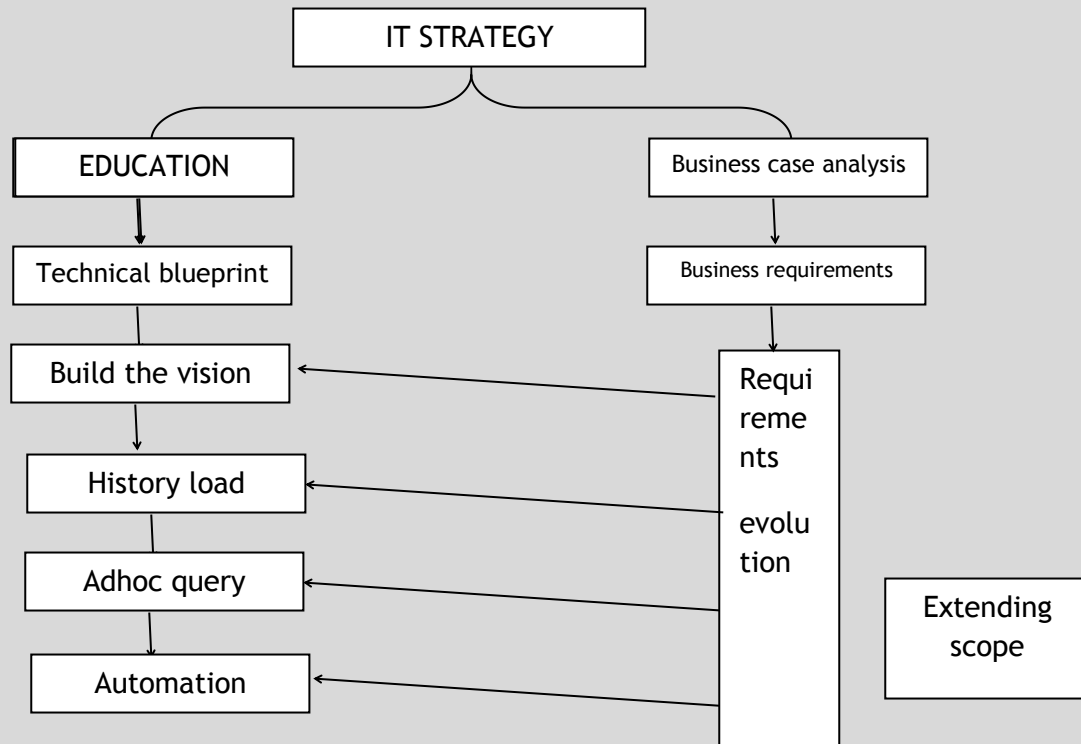 IT STRATEGY
EDUCATION
Business case analysis
Technical blueprint
Business requirements
Build the vision
Requi
reme
nts
evolu
tion
History load
Adhoc query
Extending
scope
Automation